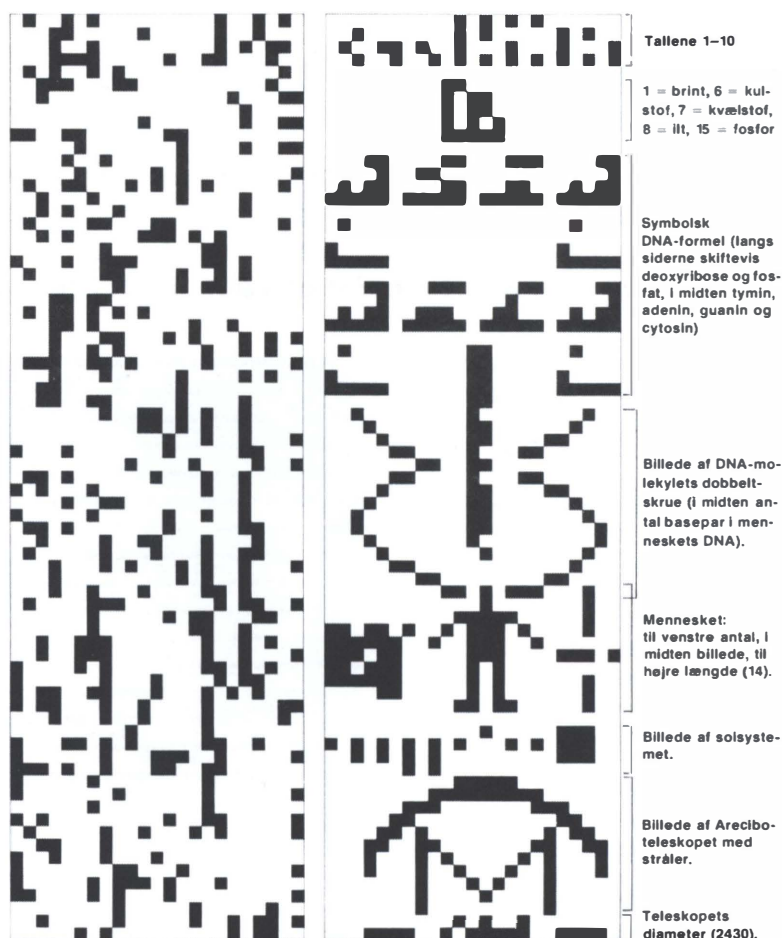 Tallene 1–10
1 = brint, 6 = kul-
stof, 7 = kvælstof,
8 = ilt, 15 = fosfor
Symbolsk
DNA-formel (langs
siderne skiftevis
deoxyribose og fos-
fat, i midten tymin,
adenin, guanin og
cytosin)
Billede af DNA-mo-
lekylets dobbelt-
skrue (i midten an-
tal basepar i men-
neskets DNA).
Mennesket:
til venstre antal, i
midten billede, til
højre længde (14).
Billede af solsyste-
met.
Billede af Arecibo-
teleskopet med
stråler.
Teleskopets
diameter (2430).